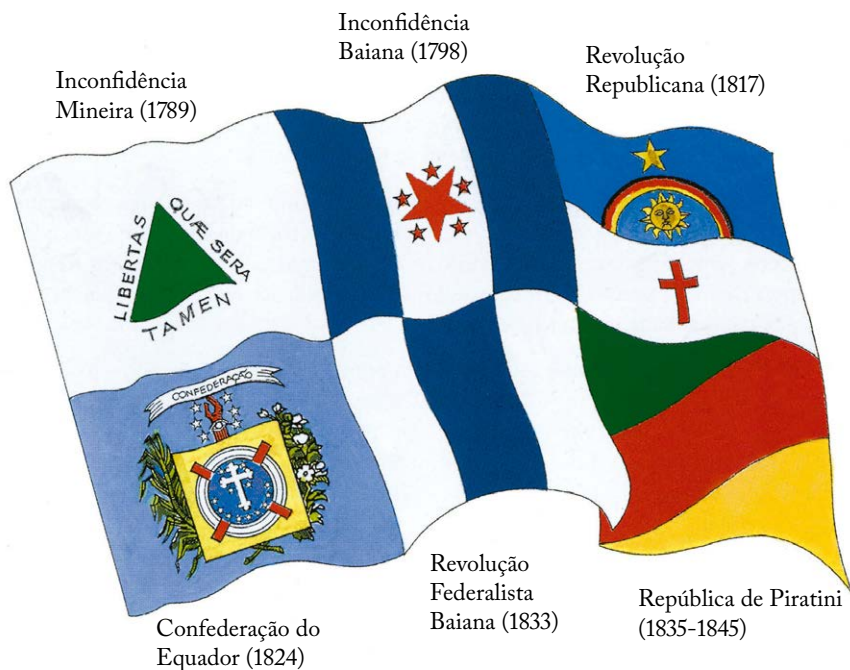 Inconfidência
Baiana (1798)
Revolução
Republicana (1817)
Inconfidência
Mineira (1789)
LIBERTAS
QUÆ SERA
TAMEN
CONFEDERAÇÃO
Revolução
Federalista
Baiana (1833)
República de Piratini
(1835-1845)
Confederação do
Equador (1824)